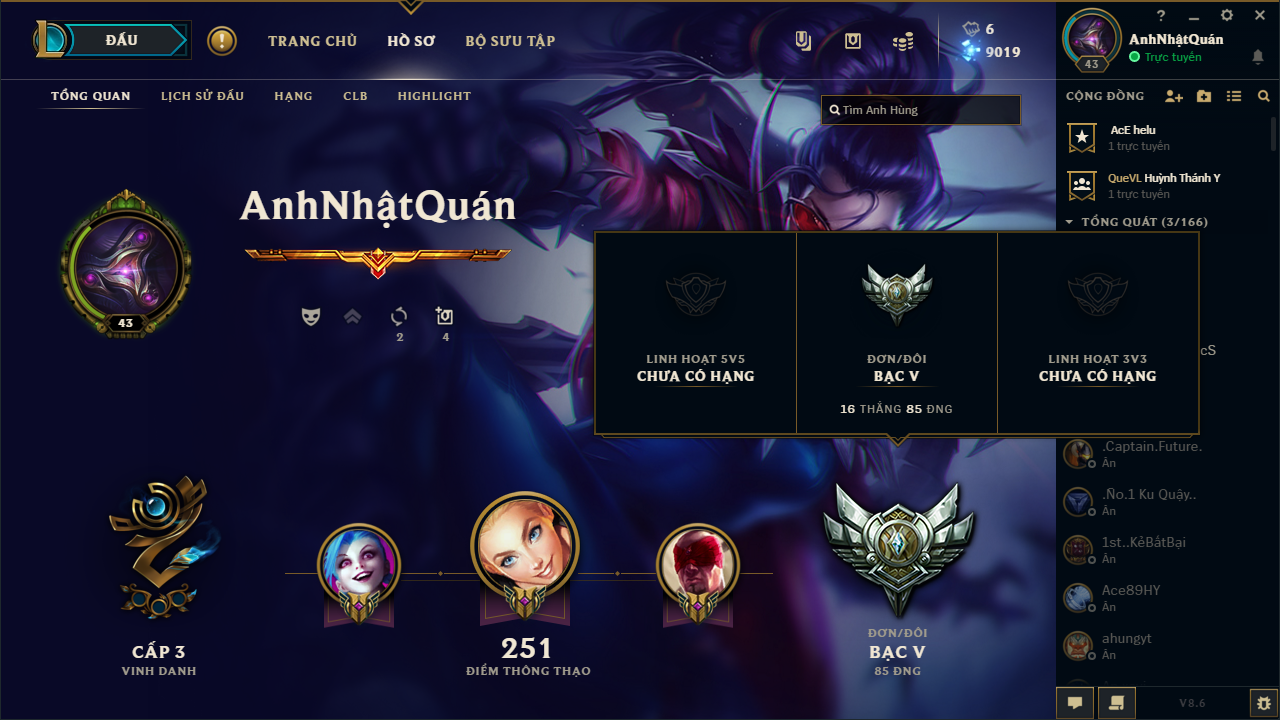 ĐẤU
TRANG CHỦ
HỒ SƠ
BỘ SƯU TẬP
6
9019
?
AnhNhậtQuán
Trực tuyến
43
TỔNG QUAN
LỊCH SỬ ĐẤU
HẠNG
CLB
HIGHLIGHT
Tìm Anh Hùng
CỘNG ĐỒNG
AcE helu
1 trực tuyến
QueVL Huỳnh Thánh Y
1 trực tuyến
TỔNG QUÁT (3/166)
AnhNhậtQuán
43
2
4
LINH HOẠT 5V5
CHƯA CÓ HẠNG
ĐƠN/ĐÔI
BẠC V
16 THẮNG 85 ĐNG
LINH HOẠT 3V3
CHƯA CÓ HẠNG
cS
.Captain.Future.
Ẩn
.Ño.1 Ku Quậy..
Ẩn
1st..KẻBắtBại
Ẩn
Ace89HY
Ẩn
ahungyt
Ẩn
CẤP 3
VINH DANH
251
ĐIỂM THÔNG THẠO
ĐƠN/ĐÔI
BẠC V
85 ĐNG
V8.6